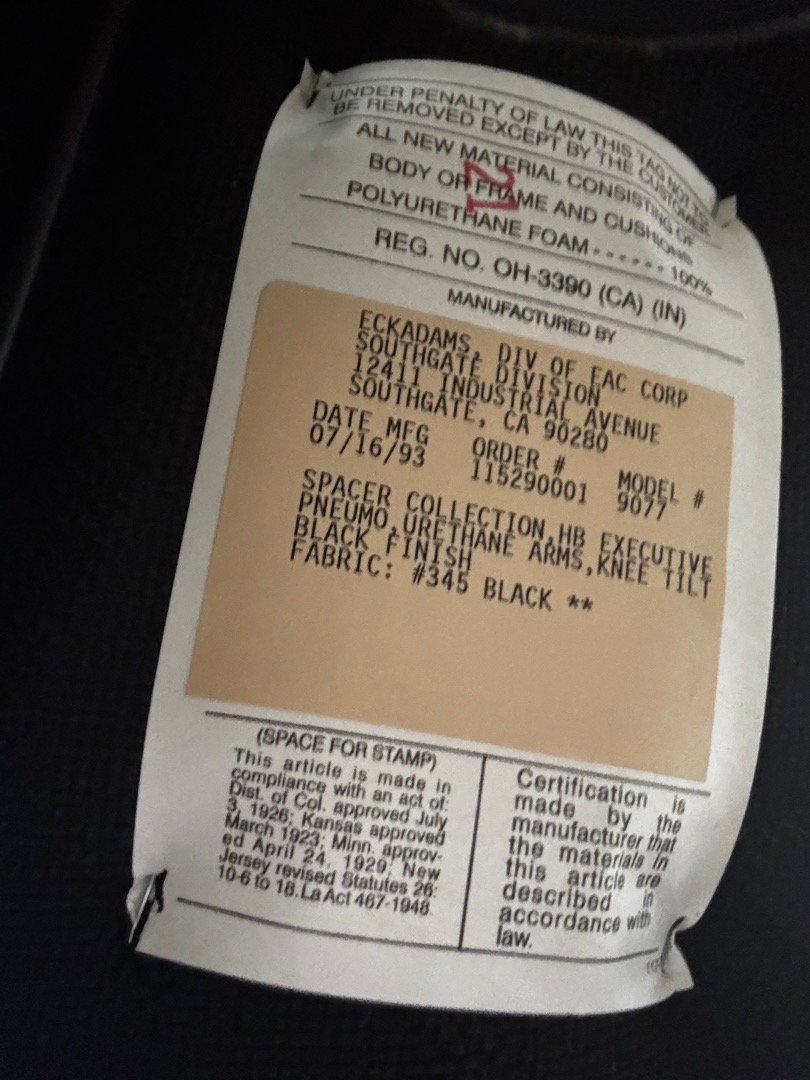 UNDER PENALTY OF LAW THIS TAG NOT TO
BE REMOVED EXCEPT BY THE CUSTOMER
ALL NEW MATERIAL CONSISTING OF
BODY OR FRAME AND CUSHIONS
21
POLYURETHANE FOAM - - - - - - 100%
REG. NO. OH-3390 (CA) (IN)
MANUFACTURED BY
ECKADAMS, DIV OF EAC CORP
SOUTHGATE DIVISION
12411 INDUSTRIAL AVENUE
SOUTHGATE, CA 90280
DATE MFG ORDER # MODEL #
07/16/93 115290001 9077
SPACER COLLECTION,HB EXECUTIVE
PNEUMO,URETHANE ARMS,KNEE TILT
BLACK FINISH
FABRIC: #345 BLACK **
(SPACE FOR STAMP)
This article is made in
compliance with an act of:
Dist. of Col. approved July
3, 1926; Kansas approved
March 1923; Minn. approv-
ed April 24, 1929; New
Jersey revised Statutes 26:
10-6 to 18. La Act 467-1948.
Certification is
made by the
manufacturer that
the materials in
this article are
described in
accordance with
law.